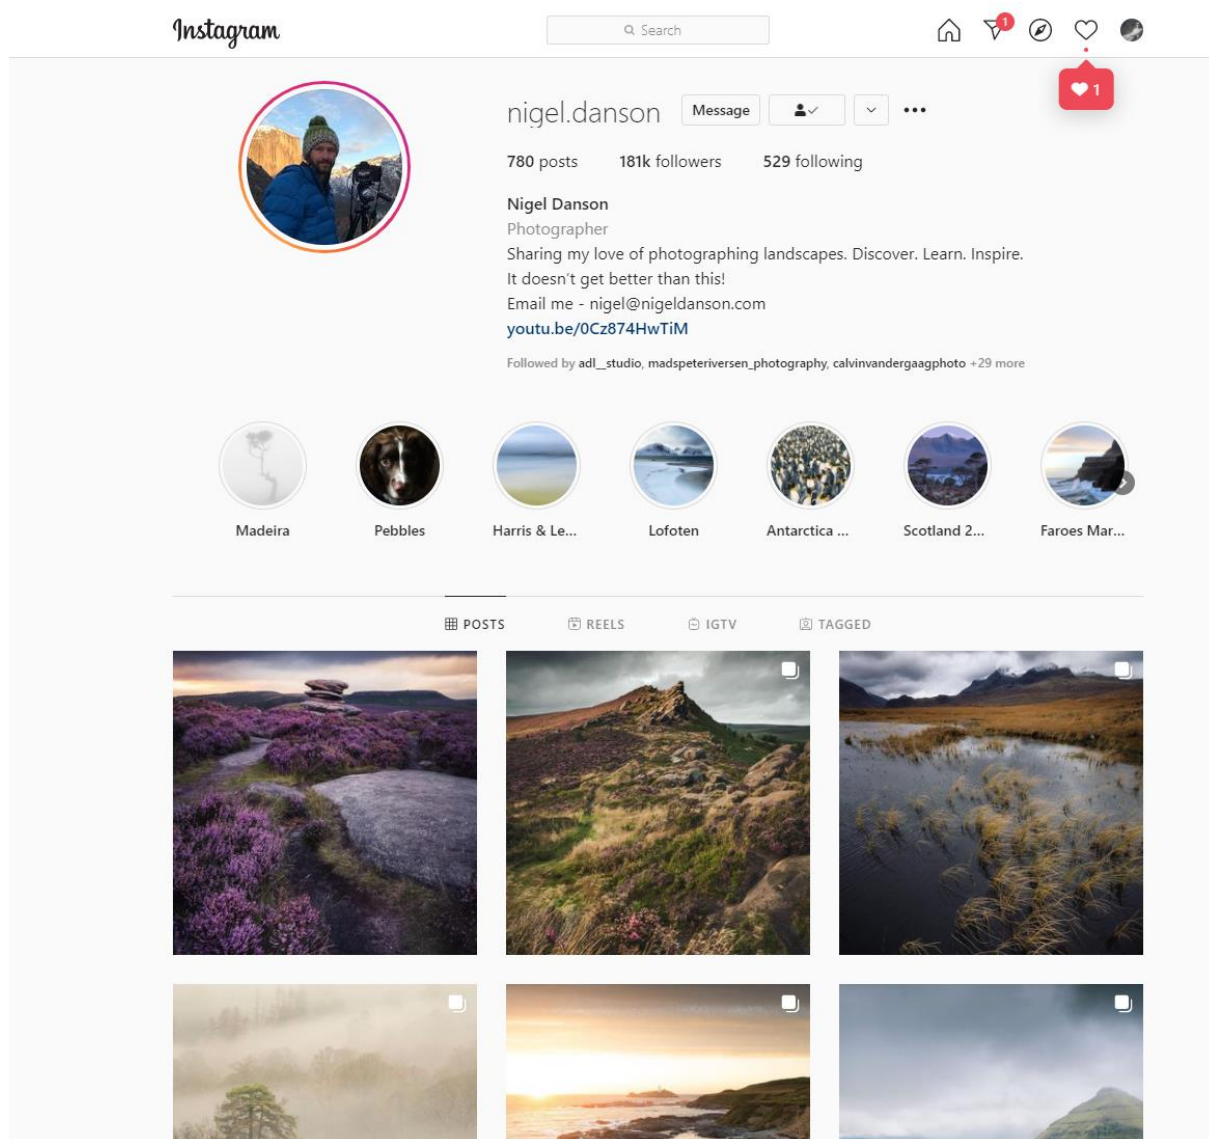 Instagram
Search
1
1
nigel.danson Message
780 posts 181k followers 529 following
Nigel Danson
Photographer
Sharing my love of photographing landscapes. Discover. Learn. Inspire.
It doesn't get better than this!
Email me - nigel@nigeldanson.com
youtu.be/0Cz874HwTiM
Followed by adl__studio, madspeteriversen_photography, calvinvandergaagphoto +29 more
Madeira Pebbles Harris & Le... Lofoten Antarctica ... Scotland 2... Faroes Mar...
POSTS REELS IGTV TAGGED